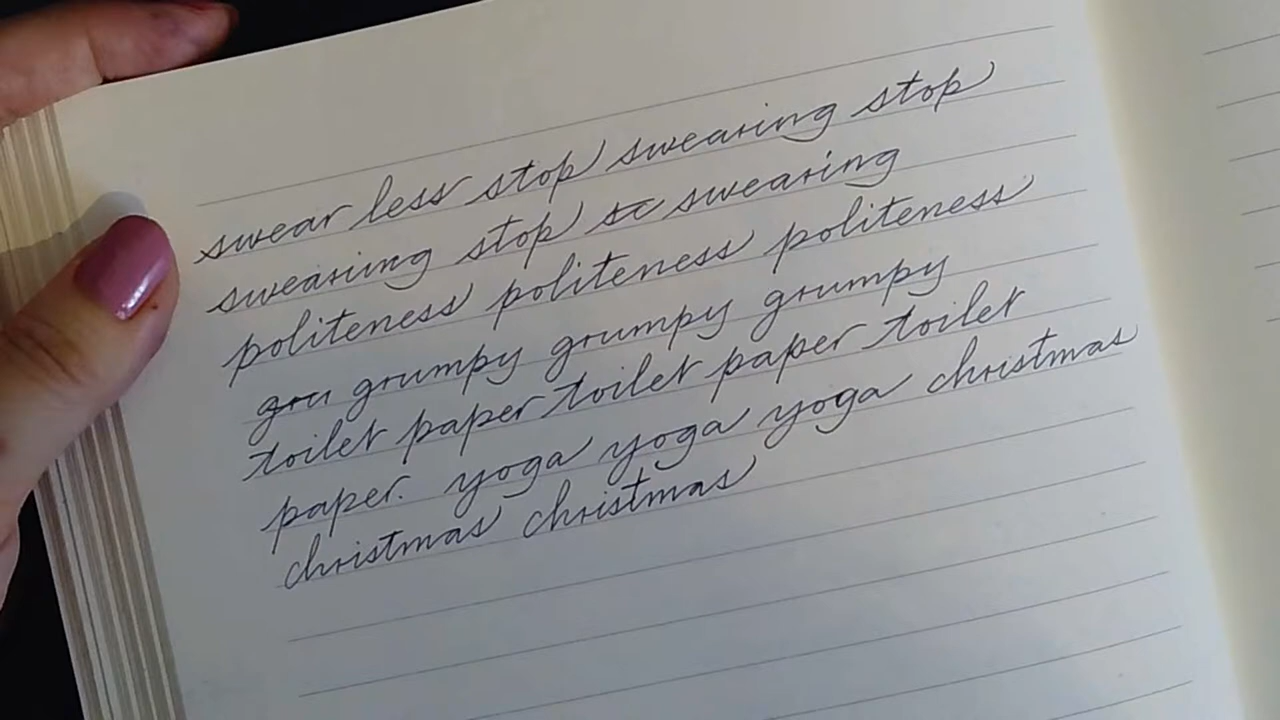 swear less stop swearing stop
swearing stop sc swearing
politeness politeness politeness
gru grumpy grumpy grumpy
toilet paper toilet paper toilet
paper. yoga yoga yoga christmas
christmas christmas